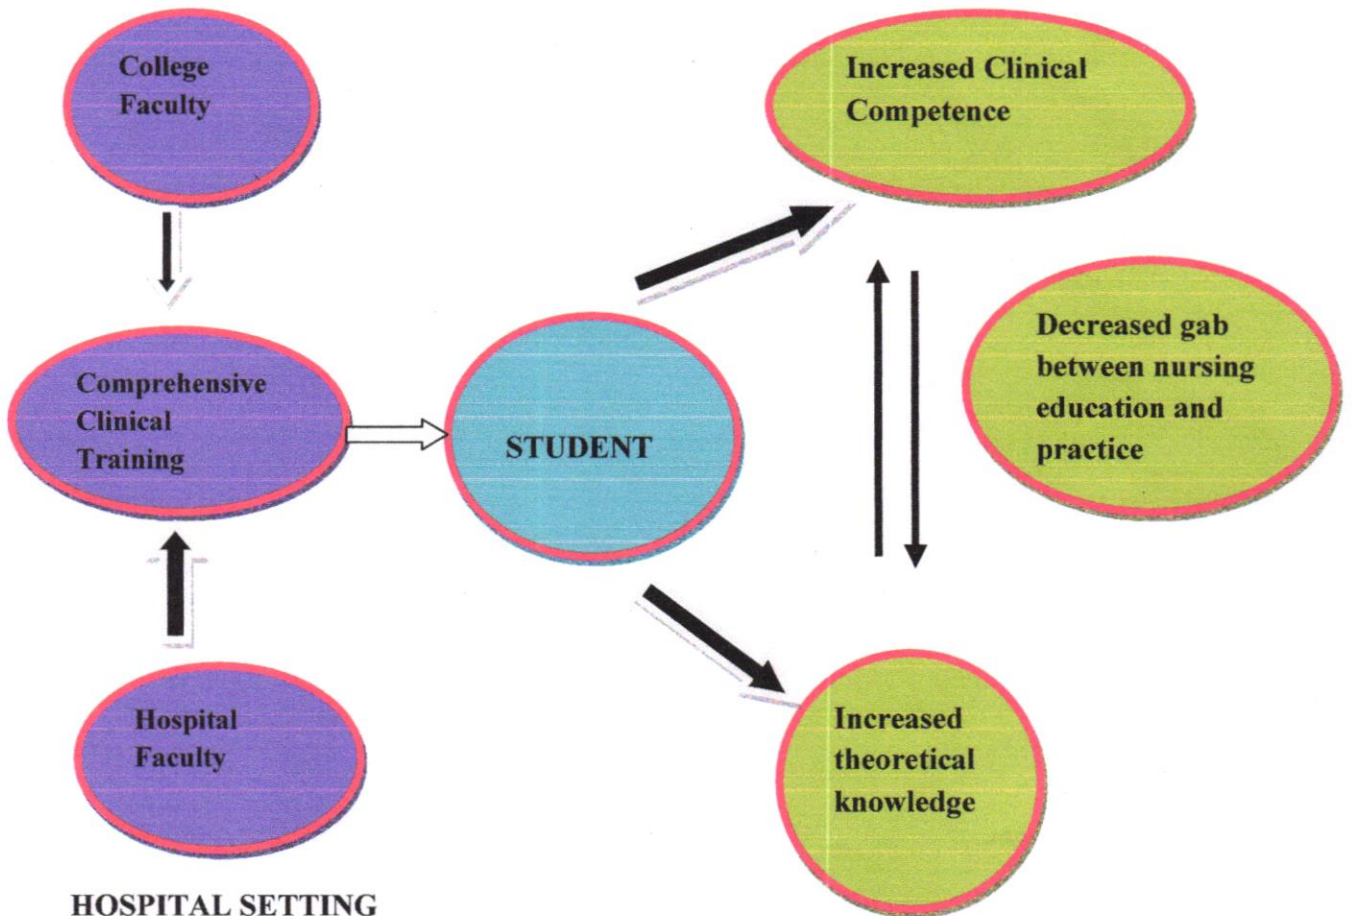 College
Faculty
Increased Clinical
Competence
Comprehensive
Clinical
Training
STUDENT
Decreased gab
between nursing
education and
practice
Hospital
Faculty
Increased
theoretical
knowledge
HOSPITAL SETTING